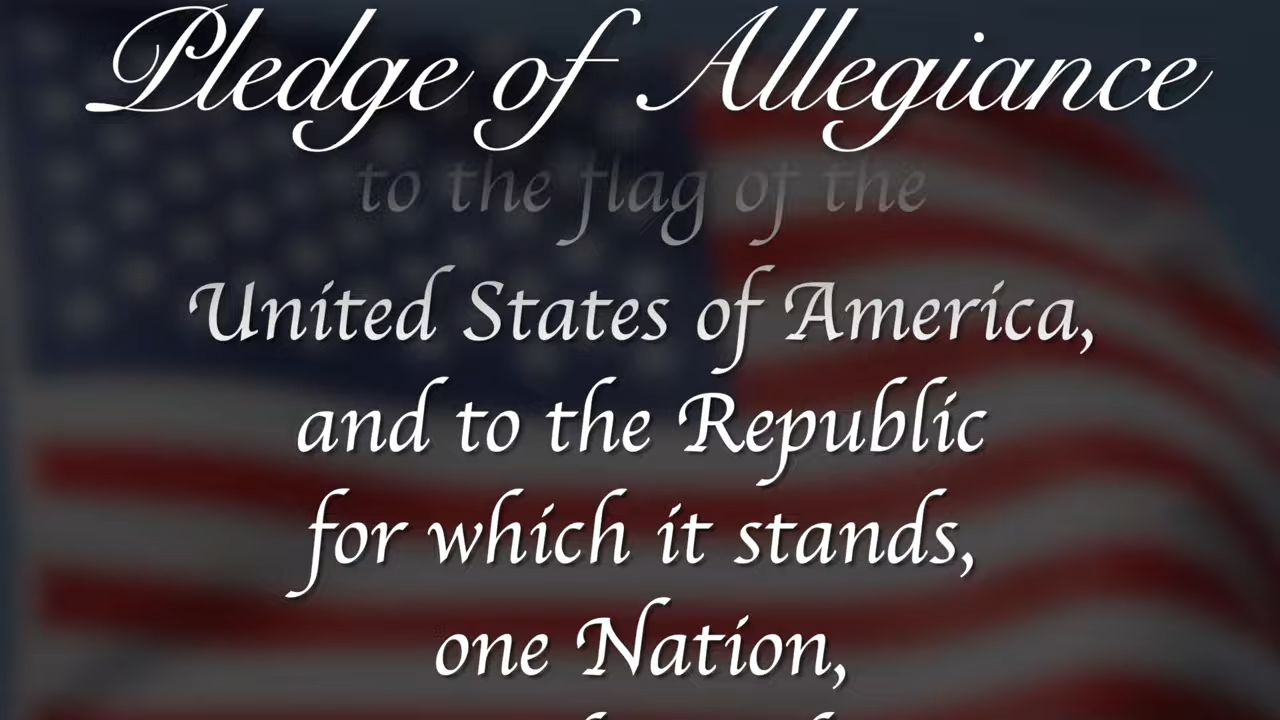 Pledge of Allegiance
to the flag of the
United States of America,
and to the Republic
for which it stands,
one Nation,